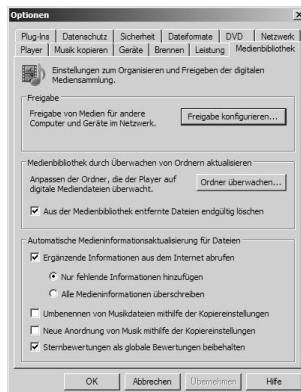 Optionen
Plug-Ins Datenschutz Sicherheit Dateiformate DVD Netzwerk
Player Musik kopieren Geräte Brennen Leistung Medienbibliothek
Einstellungen zum Organisieren und Freigeben der digitalen
Mediensammlung.
Freigabe
Freigabe von Medien für andere
Computer und Geräte im Netzwerk.
Freigabe konfigurieren...
Medienbibliothek durch Überwachen von Ordnern aktualisieren
Anpassen der Ordner, die der Player auf
digitale Mediendateien überwacht.
Ordner überwachen...
Aus der Medienbibliothek entfernte Dateien endgültig löschen
Automatische Medieninformationsaktualisierung für Dateien
Ergänzende Informationen aus dem Internet abrufen
Nur fehlende Informationen hinzufügen
Alle Medieninformationen überschreiben
Umbenennen von Musikdateien mithilfe der Kopiereinstellungen
Neue Anordnung von Musik mithilfe der Kopiereinstellungen
Sternbewertungen als globale Bewertungen beibehalten
OK Abbrechen Übernehmen Hilfe